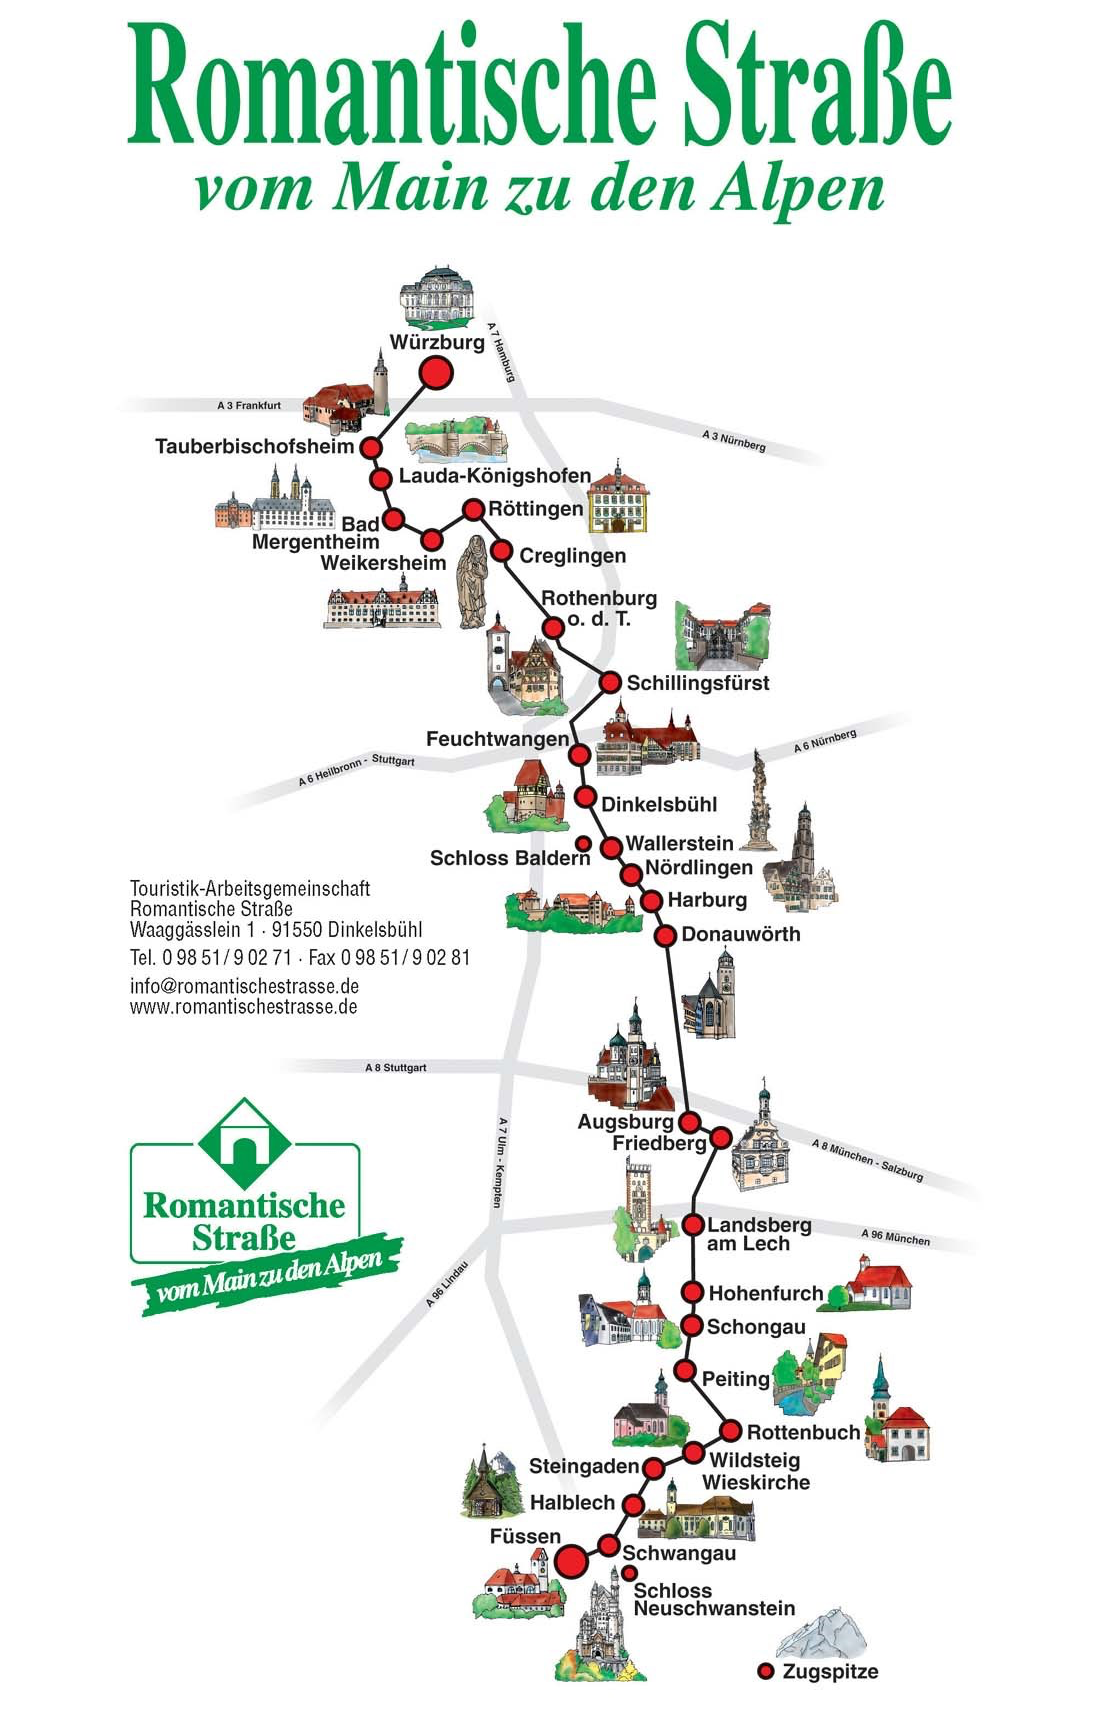 Romantische Straße
vom Main zu den Alpen
Würzburg
A 7 Hamburg
A 3 Frankfurt
A 3 Nürnberg
Tauberbischofsheim
Lauda-Königshofen
Röttingen
Bad
Mergentheim
Weikersheim
Creglingen
Rothenburg
o. d. T.
Schillingsfürst
Feuchtwangen
A 6 Heilbronn - Stuttgart
A 6 Nürnberg
Dinkelsbühl
Wallerstein
Schloss Baldern
Nördlingen
Harburg
Donauwörth
Touristik-Arbeitsgemeinschaft
Romantische Straße
Waaggässlein 1 · 91550 Dinkelsbühl
Tel. 0 98 51/ 9 02 71 · Fax 0 98 51/ 9 02 81
info@romantischestrasse.de
www.romantischestrasse.de
A 8 Stuttgart
Augsburg
Friedberg
A 8 München - Salzburg
A 7 Ulm - Kempten
Romantische
Straße
vom Main zu den Alpen
Landsberg
am Lech
A 96 München
A 96 Lindau
Hohenfurch
Schongau
Peiting
Rottenbuch
Wildsteig
Wieskirche
Steingaden
Halblech
Füssen
Schwangau
Schloss
Neuschwanstein
Zugspitze